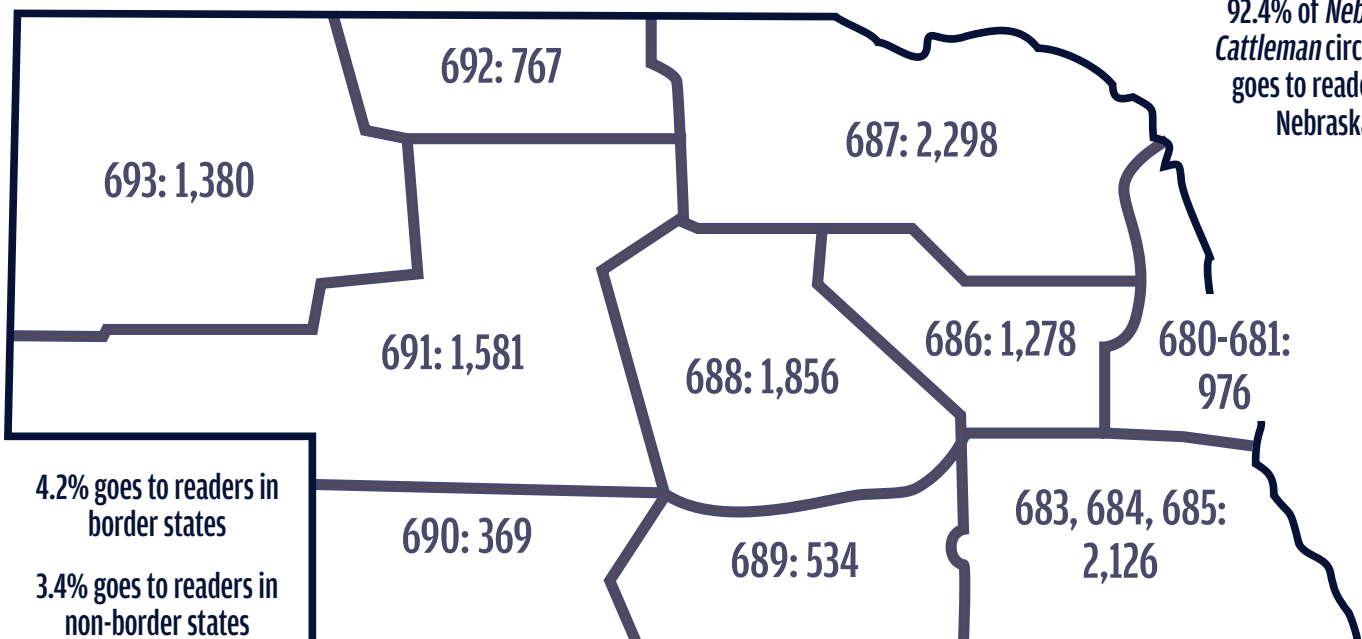 92.4% of
Cattleman
goes to
692: 767
687: 2,298
693: 1,380
691: 1,581
688: 1,856
686: 1,278
680-681:
976
4.2% goes to readers in
border states
3.4% goes to readers in
non-border states
690: 369
689: 534
683, 684, 685:
2,126